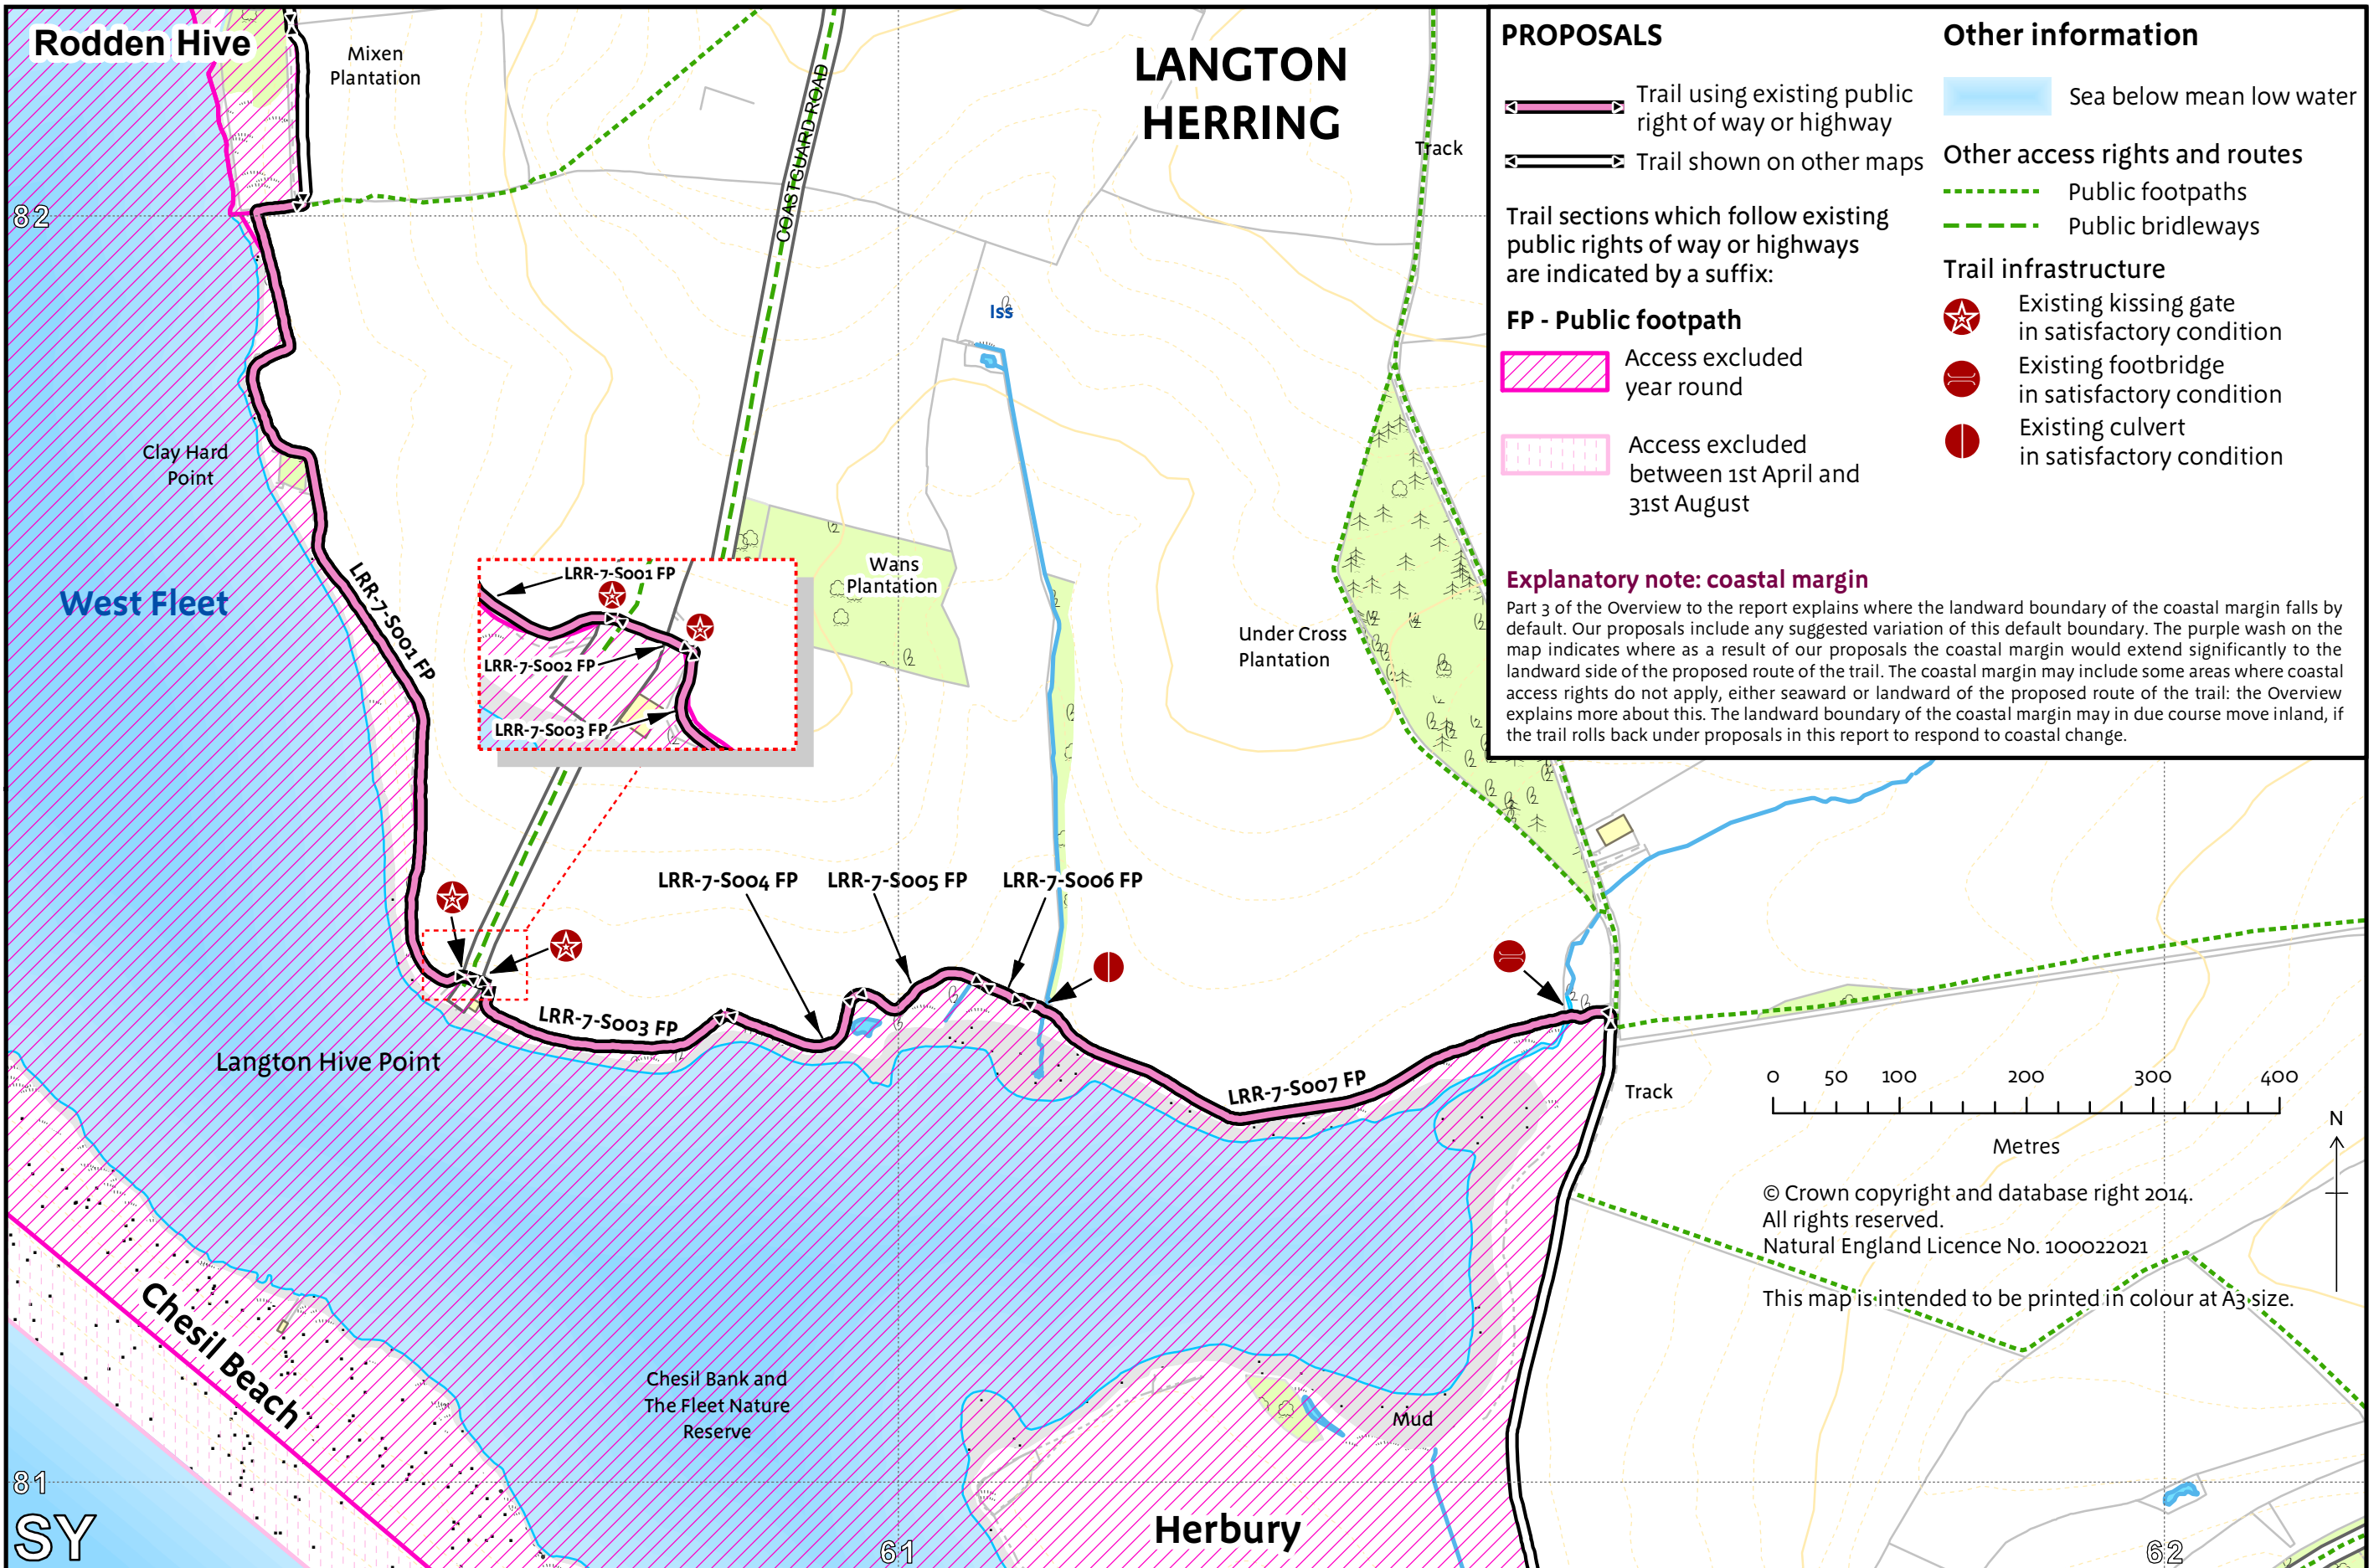 Rodden Hive
Mixen
Plantation
COASTGUARD ROAD
LANGTON
HERRING
Track
82
Iss
Clay Hard
Point
West Fleet
LRR-7-S001 FP
LRR-7-S001 FP
LRR-7-S002 FP
LRR-7-S003 FP
Wans
Plantation
Under Cross
Plantation
LRR-7-S004 FP
LRR-7-S005 FP
LRR-7-S006 FP
LRR-7-S003 FP
LRR-7-S007 FP
Langton Hive Point
Track
Chesil Beach
Chesil Bank and
The Fleet Nature
Reserve
Mud
Herbury
81
SY
61
62
PROPOSALS
Trail using existing public
right of way or highway
Trail shown on other maps
Trail sections which follow existing
public rights of way or highways
are indicated by a suffix:
FP - Public footpath
Access excluded
year round
Access excluded
between 1st April and
31st August
Other information
Sea below mean low water
Other access rights and routes
Public footpaths
Public bridleways
Trail infrastructure
Existing kissing gate
in satisfactory condition
Existing footbridge
in satisfactory condition
Existing culvert
in satisfactory condition
Explanatory note: coastal margin
Part 3 of the Overview to the report explains where the landward boundary of the coastal margin falls by
default. Our proposals include any suggested variation of this default boundary. The purple wash on the
map indicates where as a result of our proposals the coastal margin would extend significantly to the
landward side of the proposed route of the trail. The coastal margin may include some areas where coastal
access rights do not apply, either seaward or landward of the proposed route of the trail: the Overview
explains more about this. The landward boundary of the coastal margin may in due course move inland, if
the trail rolls back under proposals in this report to respond to coastal change.
0 50 100 200 300 400
Metres
N
© Crown copyright and database right 2014.
All rights reserved.
Natural England Licence No. 100022021
This map is intended to be printed in colour at A3 size.